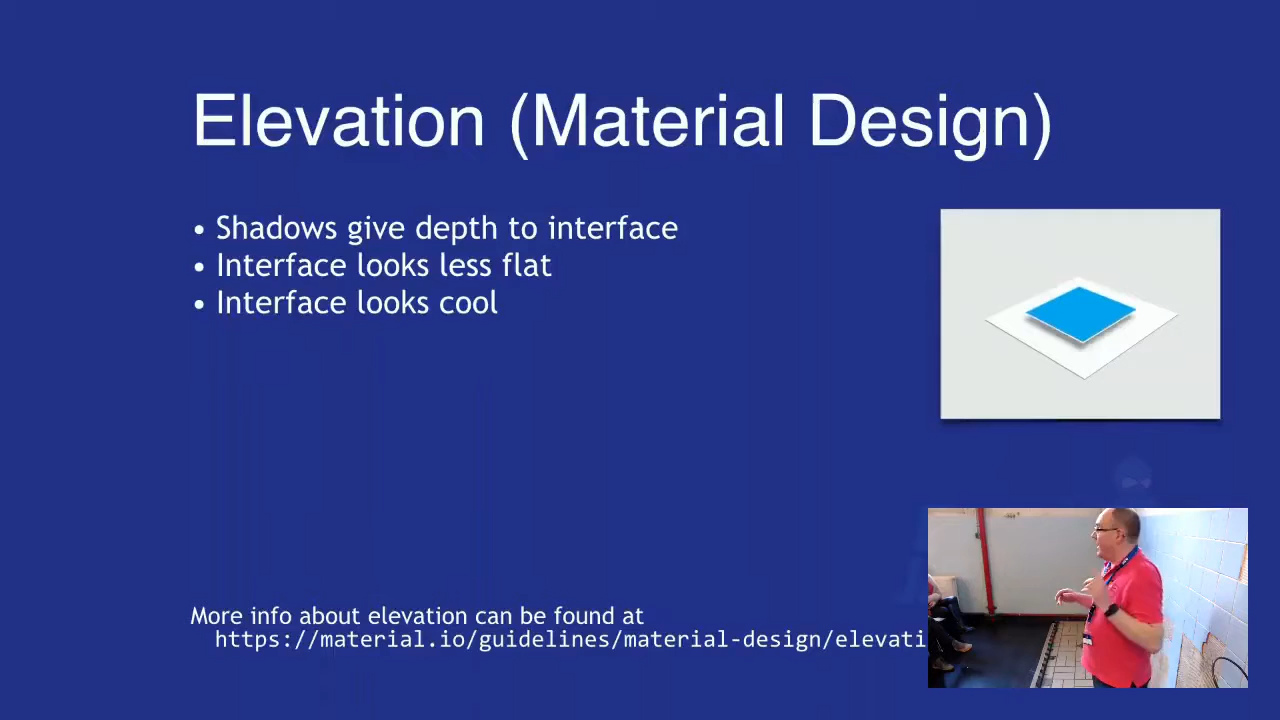 Elevation (Material Design)
• Shadows give depth to interface
• Interface looks less flat
• Interface looks cool
More info about elevation can be found at
https://material.io/guidelines/material-design/elevati